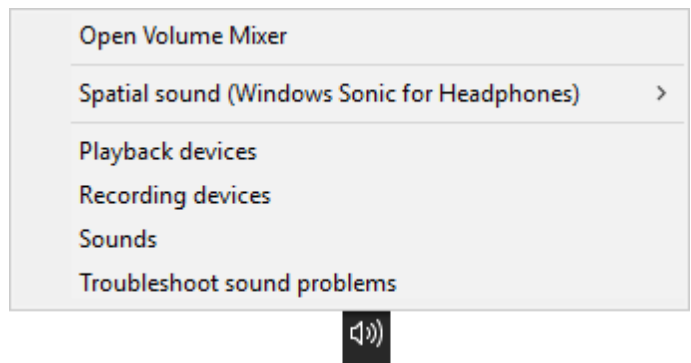 Open Volume Mixer
Spatial sound (Windows Sonic for Headphones)
Playback devices
Recording devices
Sounds
Troubleshoot sound problems